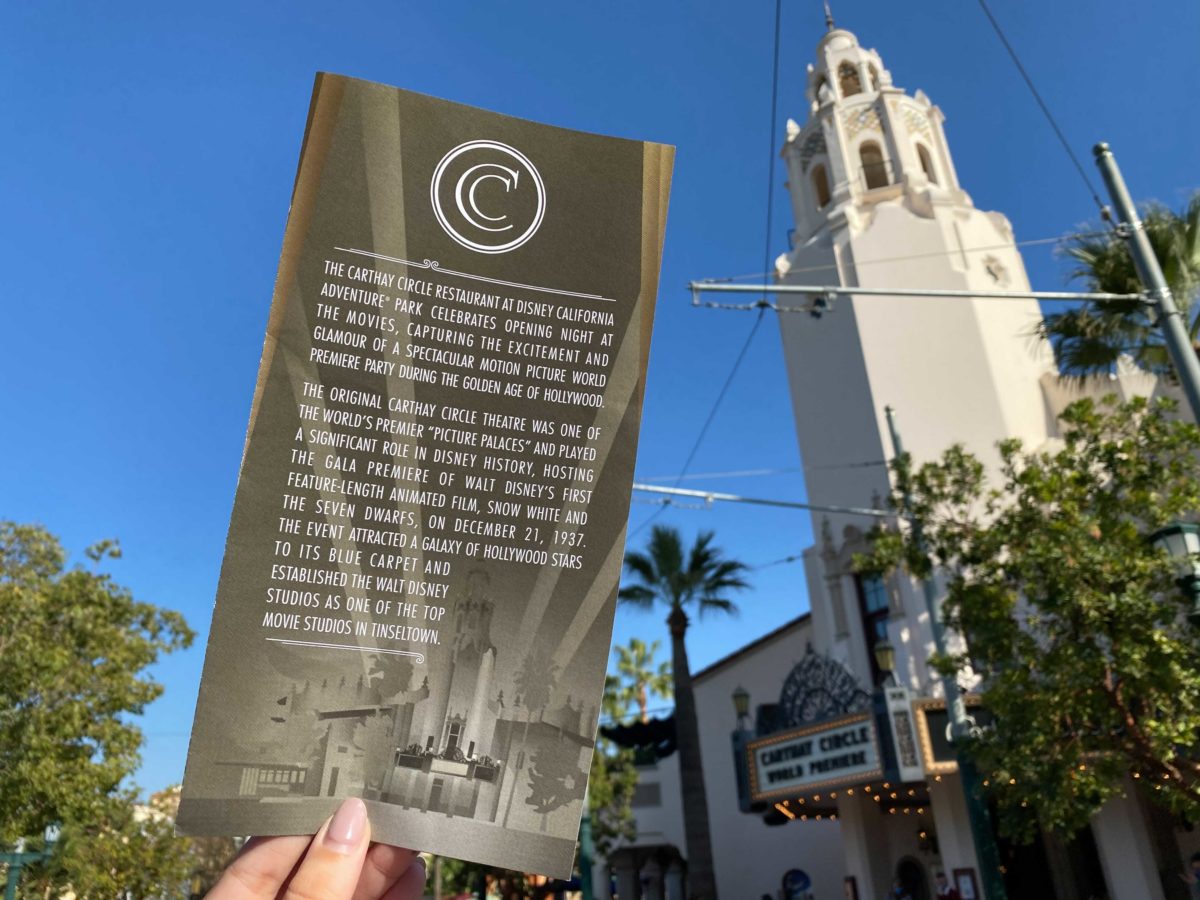 CC
THE CARTHAY CIRCLE RESTAURANT AT DISNEY CALIFORNIA
ADVENTURE® PARK CELEBRATES OPENING NIGHT AT
THE MOVIES, CAPTURING THE EXCITEMENT AND
GLAMOUR OF A SPECTACULAR MOTION PICTURE WORLD
PREMIERE PARTY DURING THE GOLDEN AGE OF HOLLYWOOD.
THE ORIGINAL CARTHAY CIRCLE THEATRE WAS ONE OF
THE WORLD'S PREMIER "PICTURE PALACES" AND PLAYED
A SIGNIFICANT ROLE IN DISNEY HISTORY, HOSTING
THE GALA PREMIERE OF WALT DISNEY'S FIRST
FEATURE-LENGTH ANIMATED FILM, SNOW WHITE AND
THE SEVEN DWARFS, ON DECEMBER 21, 1937.
THE EVENT ATTRACTED A GALAXY OF HOLLYWOOD STARS
TO ITS BLUE CARPET AND
ESTABLISHED THE WALT DISNEY
STUDIOS AS ONE OF THE TOP
MOVIE STUDIOS IN TINSELTOWN.
CARTHAY CIRCLE
WORLD PREMIERE